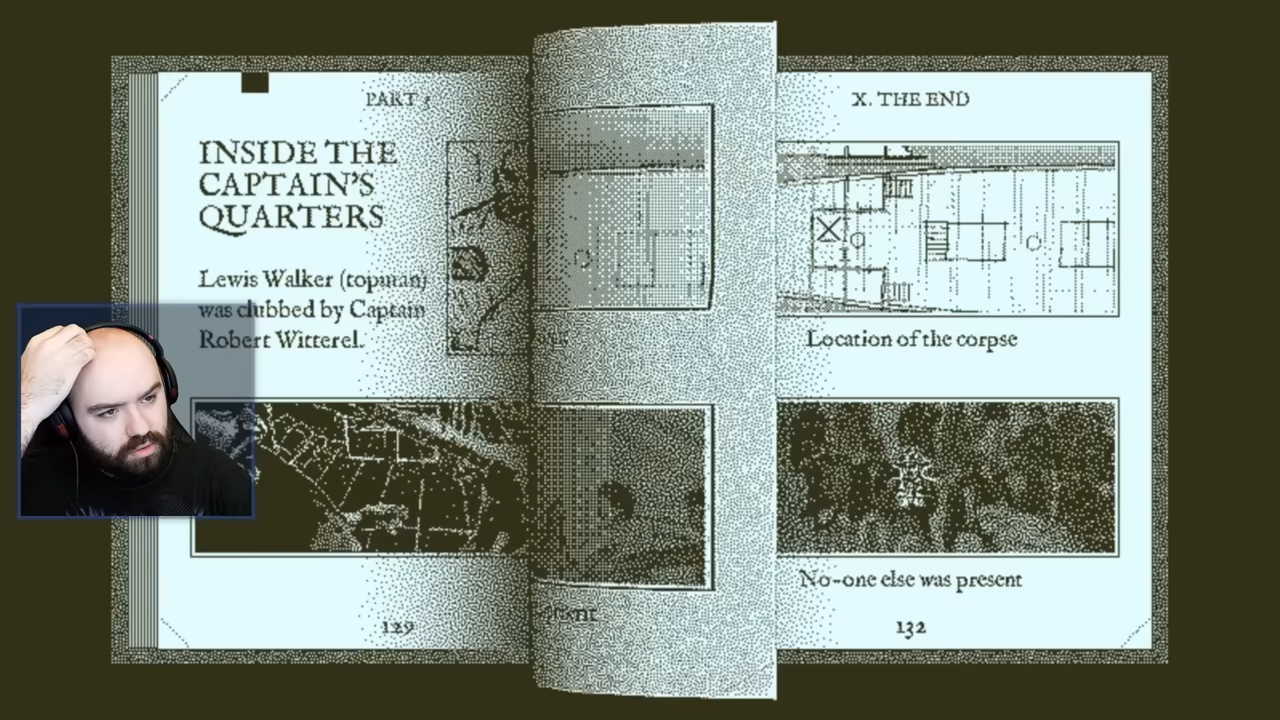 PART
INSIDE THE
CAPTAIN'S
QUARTERS
Lewis Walker (topman)
was clubbed by Captain
Robert Witterel.
129
X. THE END
Location of the corpse
No-one else was present
132